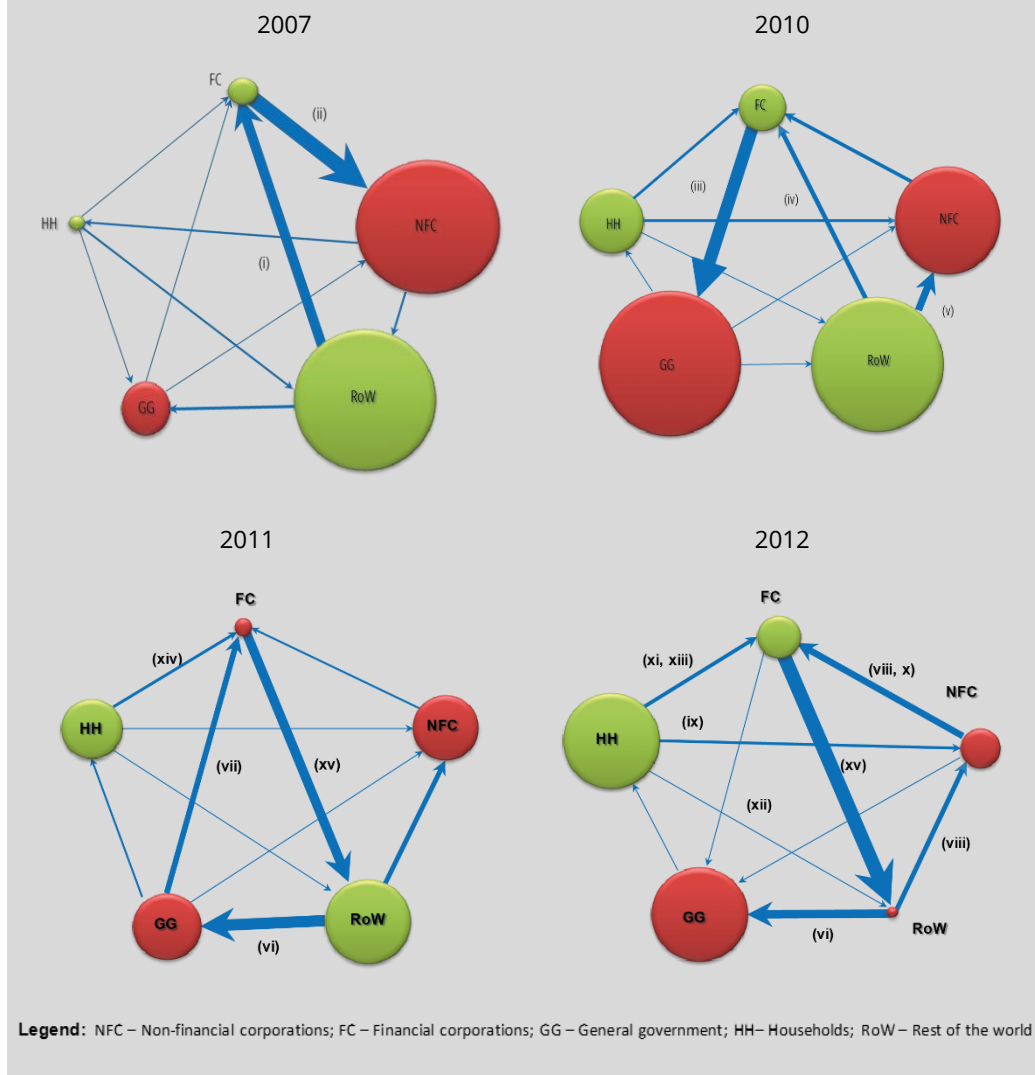 2007
FC
(ii)
HH
NFC
(i)
RoW
GG
2010
FC
(iii)
(iv)
HH
NFC
(v)
GG
RoW
2011
FC
(xiv)
HH
NFC
(vii)
(xv)
GG
RoW
(vi)
2012
FC
(xi, xiii)
(viii, x)
NFC
HH
(ix)
(xv)
(xii)
(viii)
GG
RoW
(vi)
Legend: NFC – Non-financial corporations; FC – Financial corporations; GG – General government; HH– Households; RoW – Rest of the world